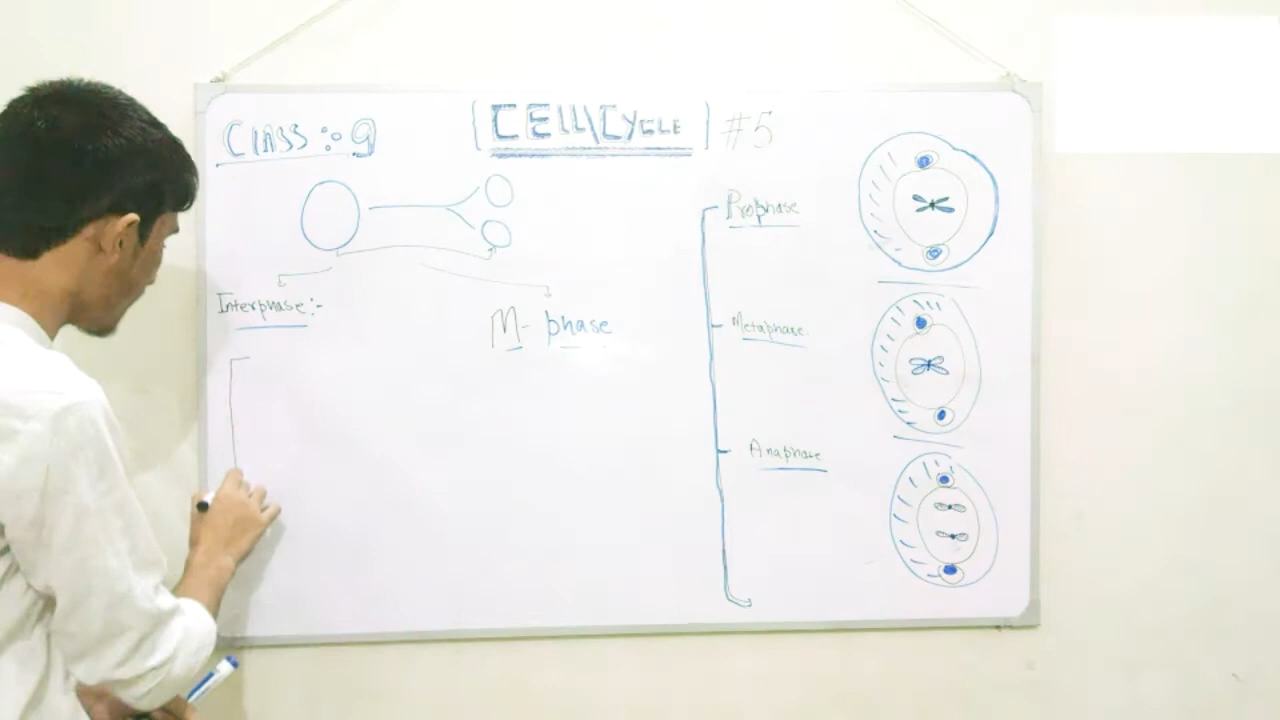 CLASS :- 9
[CELL CYCLE] #5
Interphase:-
M-phase
Prophase
Metaphase
Anaphase